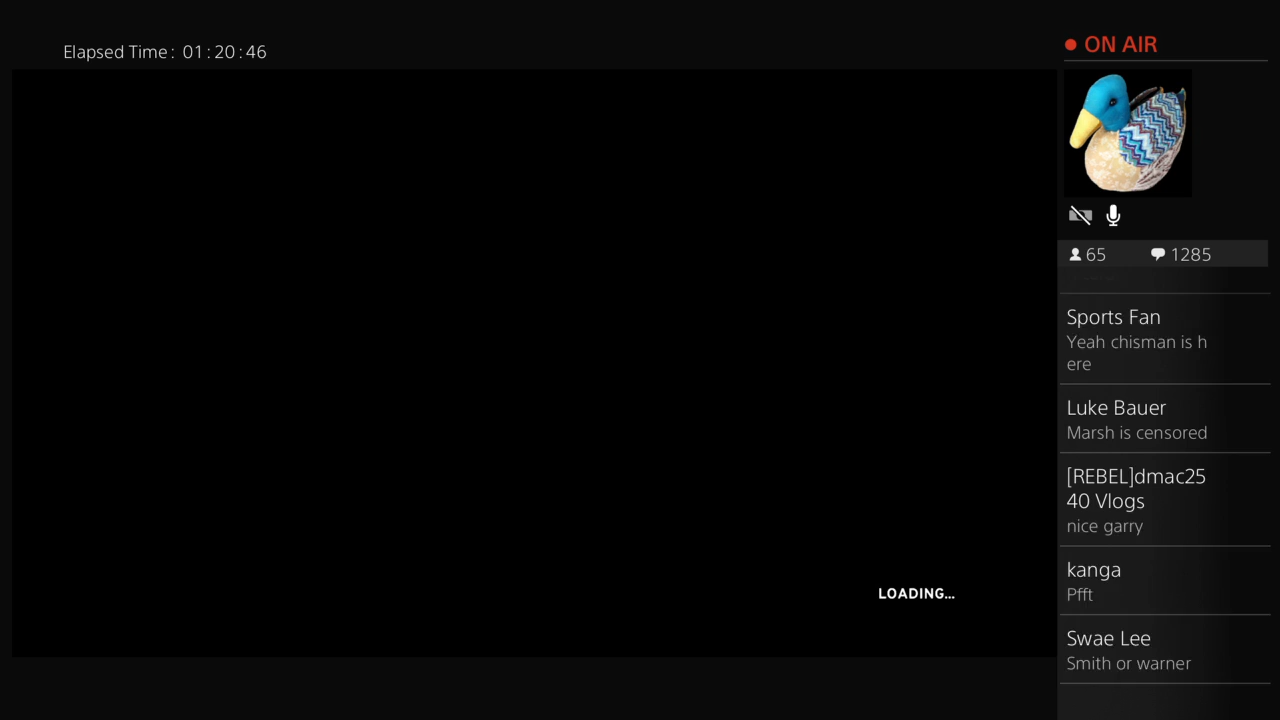 Elapsed Time: 01:20:46
ON AIR
65 1285
Sports Fan
Yeah chisman is h
ere
Luke Bauer
Marsh is censored
[REBEL]dmac25
40 Vlogs
nice garry
kanga
Pfft
LOADING...
Swae Lee
Smith or warner